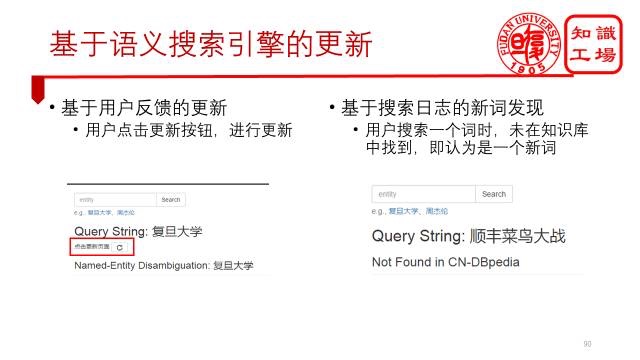 基于语义搜索引擎的更新
FUDAN UNIVERSITY
1905
知識
工場
• 基于用户反馈的更新
• 用户点击更新按钮，进行更新
entity Search
e.g., 复旦大学、周杰伦
Query String: 复旦大学
点击更新页面
Named-Entity Disambiguation: 复旦大学
• 基于搜索日志的新词发现
• 用户搜索一个词时，未在知识库
中找到，即认为是一个新词
entity Search
e.g., 复旦大学、周杰伦
Query String: 顺丰菜鸟大战
Not Found in CN-DBpedia
90